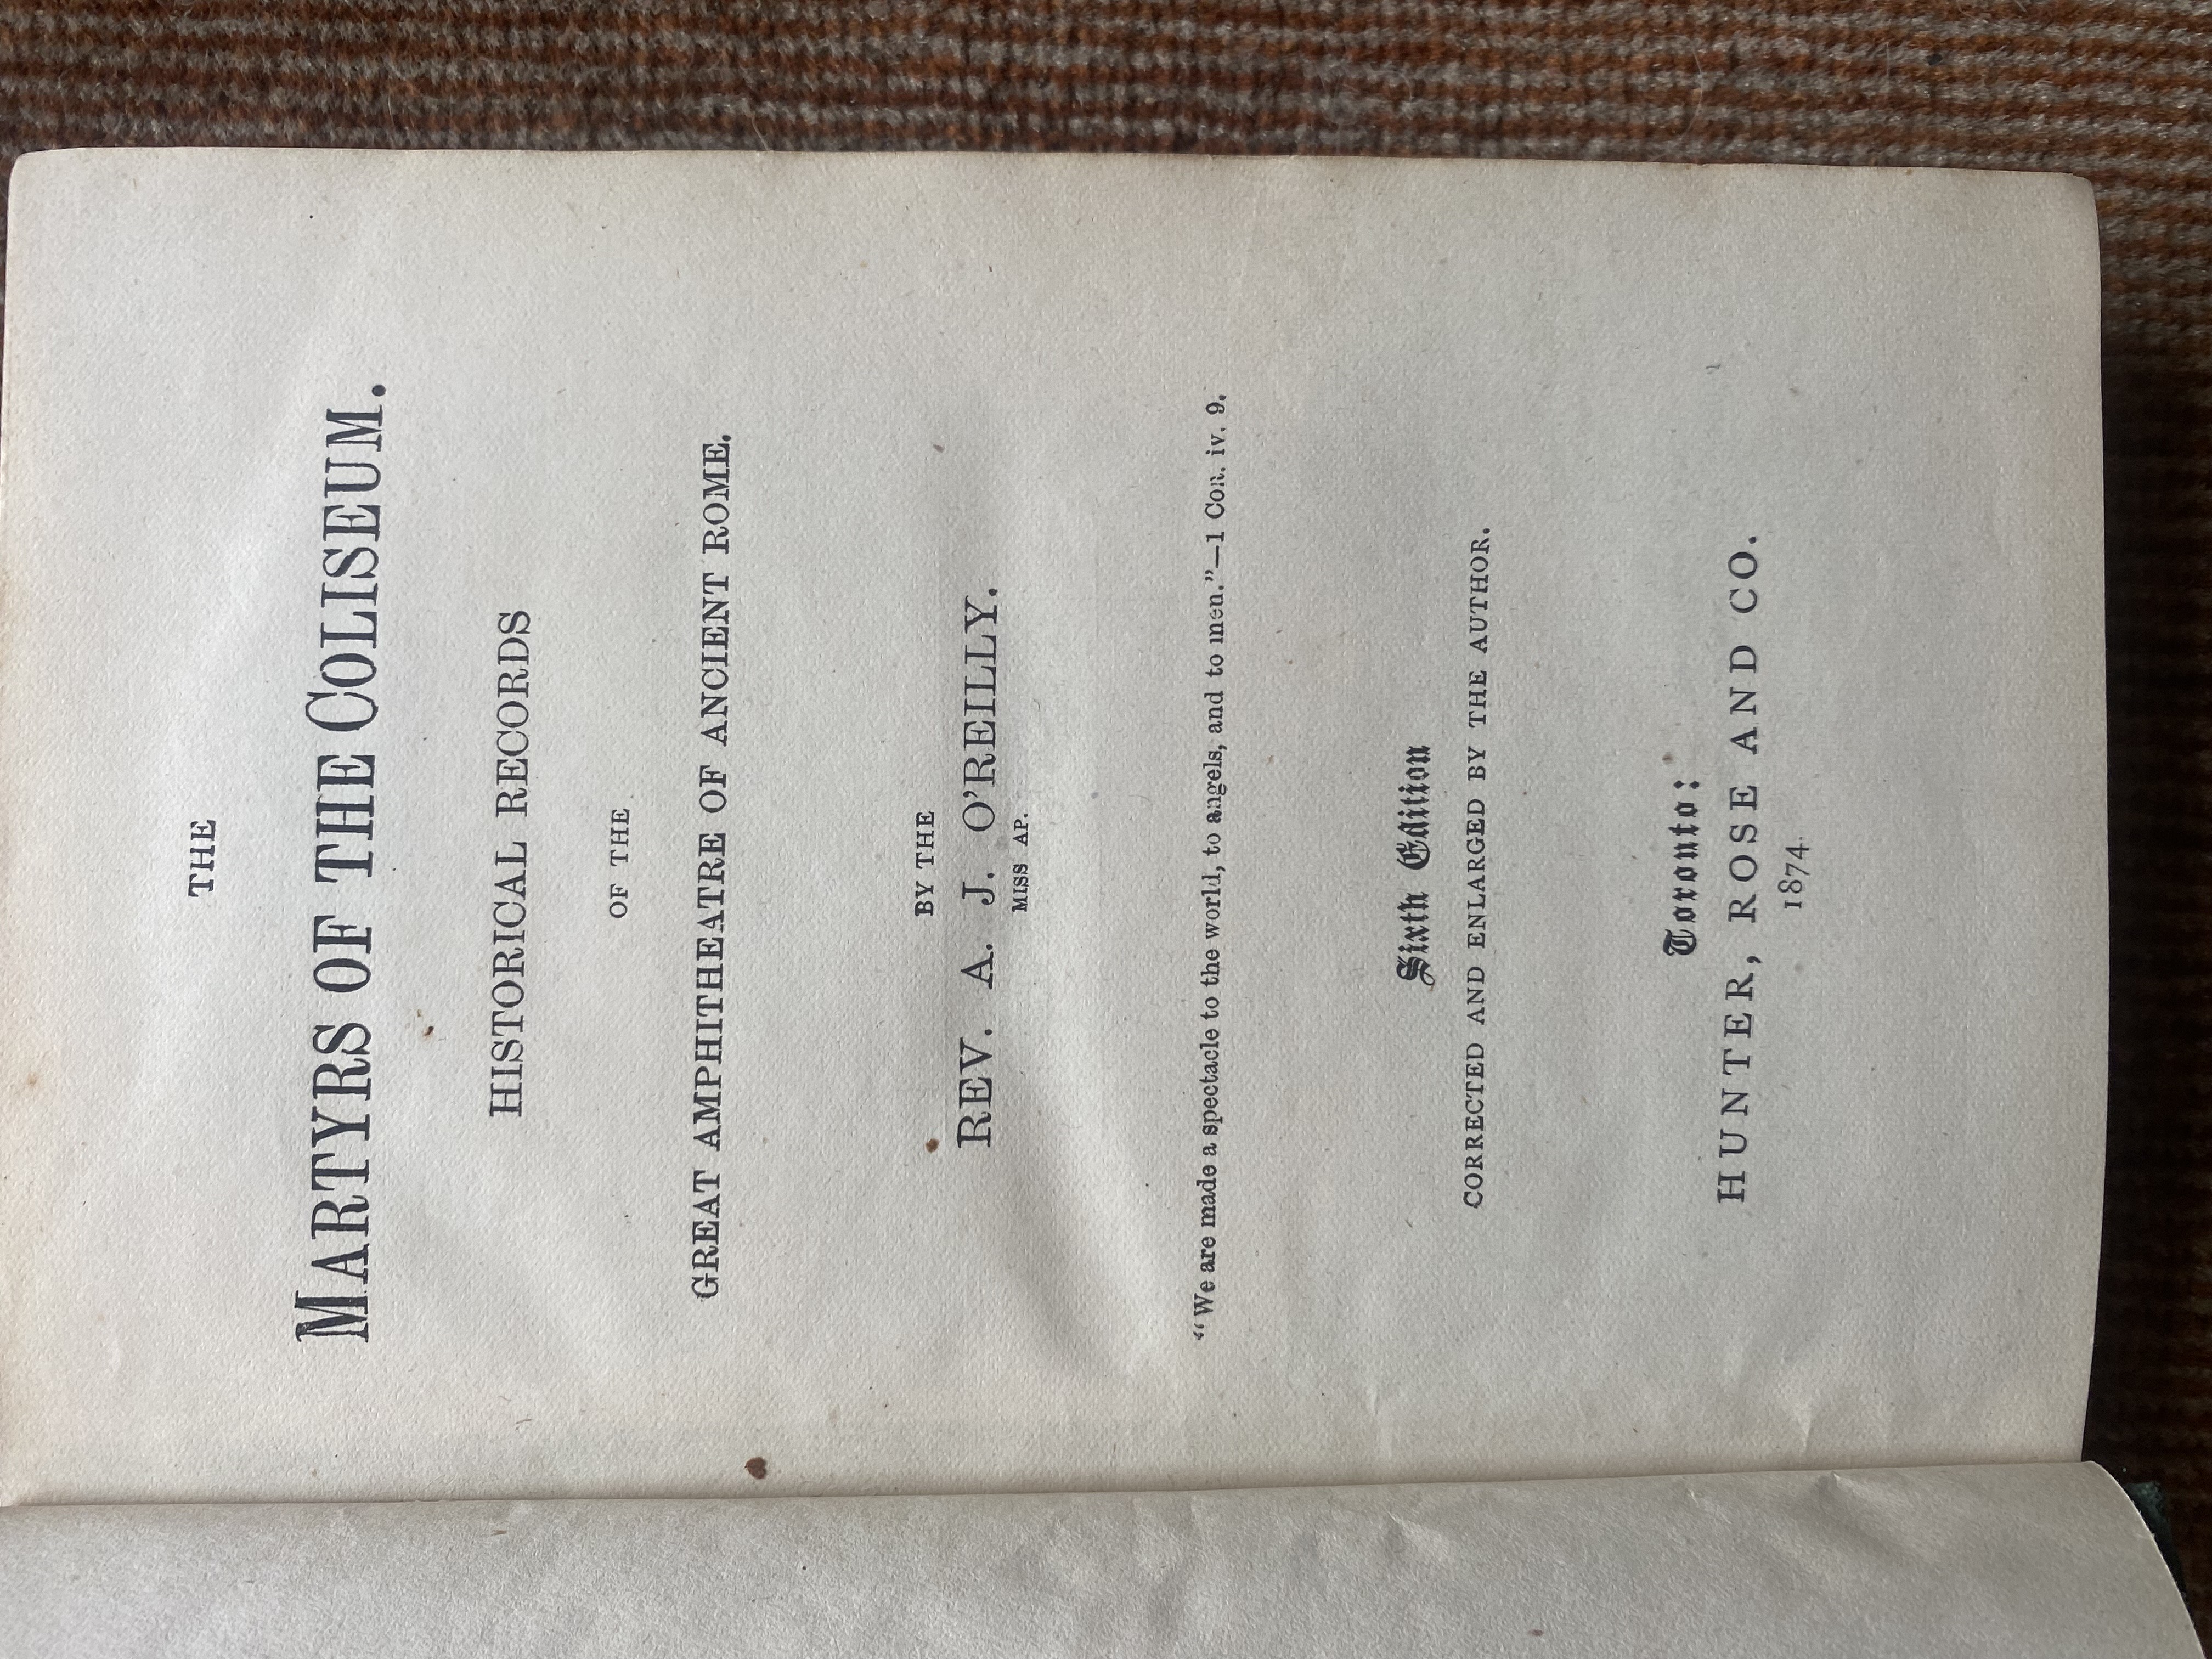 THE
MARTYRS OF THE COLISEUM.
HISTORICAL RECORDS
OF THE
GREAT AMPHITHEATRE OF ANCIENT ROME.
BY THE
REV. A. J. O'REILLY.
MISS AP.
“We are made a spectacle to the world, to angels, and to men.”—1 COR. iv. 9.
Sixth Edition
CORRECTED AND ENLARGED BY THE AUTHOR.
Toronto:
HUNTER, ROSE AND CO.
1874.